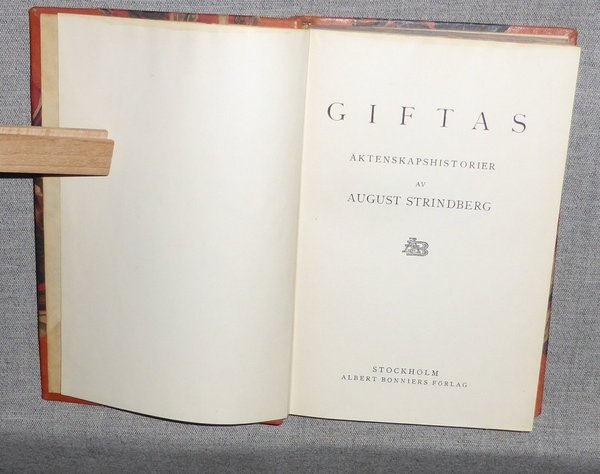 GIFTAS
ÄKTENSKAPSHISTORIER
AV
AUGUST STRINDBERG
AB
STOCKHOLM
ALBERT BONNIERS FÖRLAG